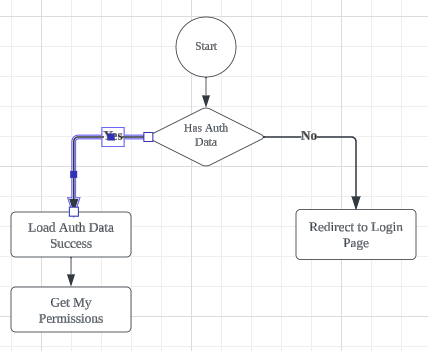 Start
Has Auth
Data
Yes
No
Load Auth Data
Success
Redirect to Login
Page
Get My
Permissions